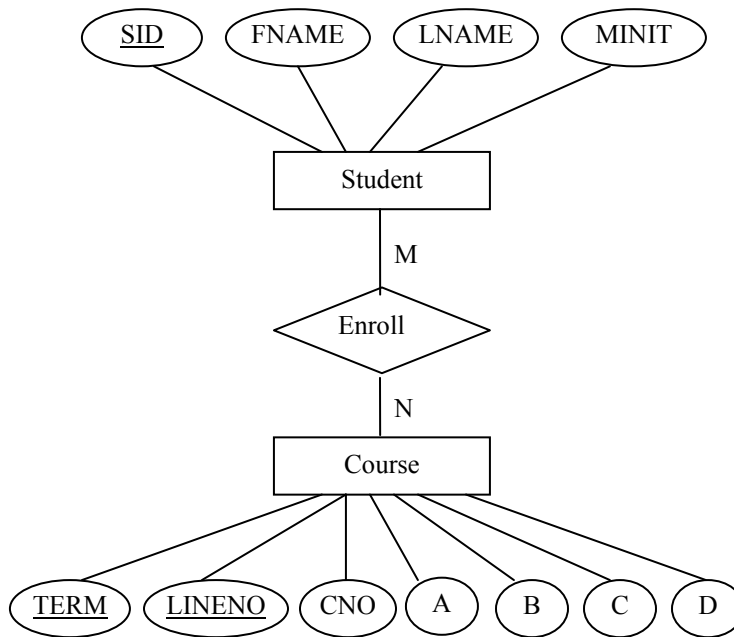 SID FNAME LNAME MINIT
Student
M
Enroll
N
Course
TERM LINENO CNO A B C D